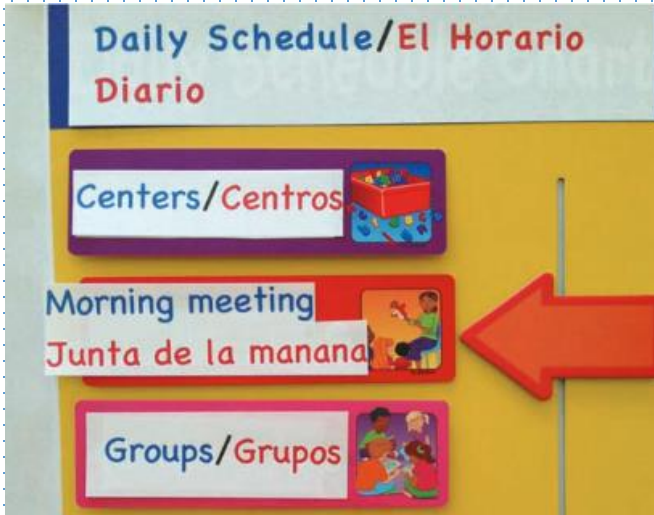 Daily Schedule/El Horario
Diario
Centers/Centros
Morning meeting
Junta de la manana
Groups/Grupos